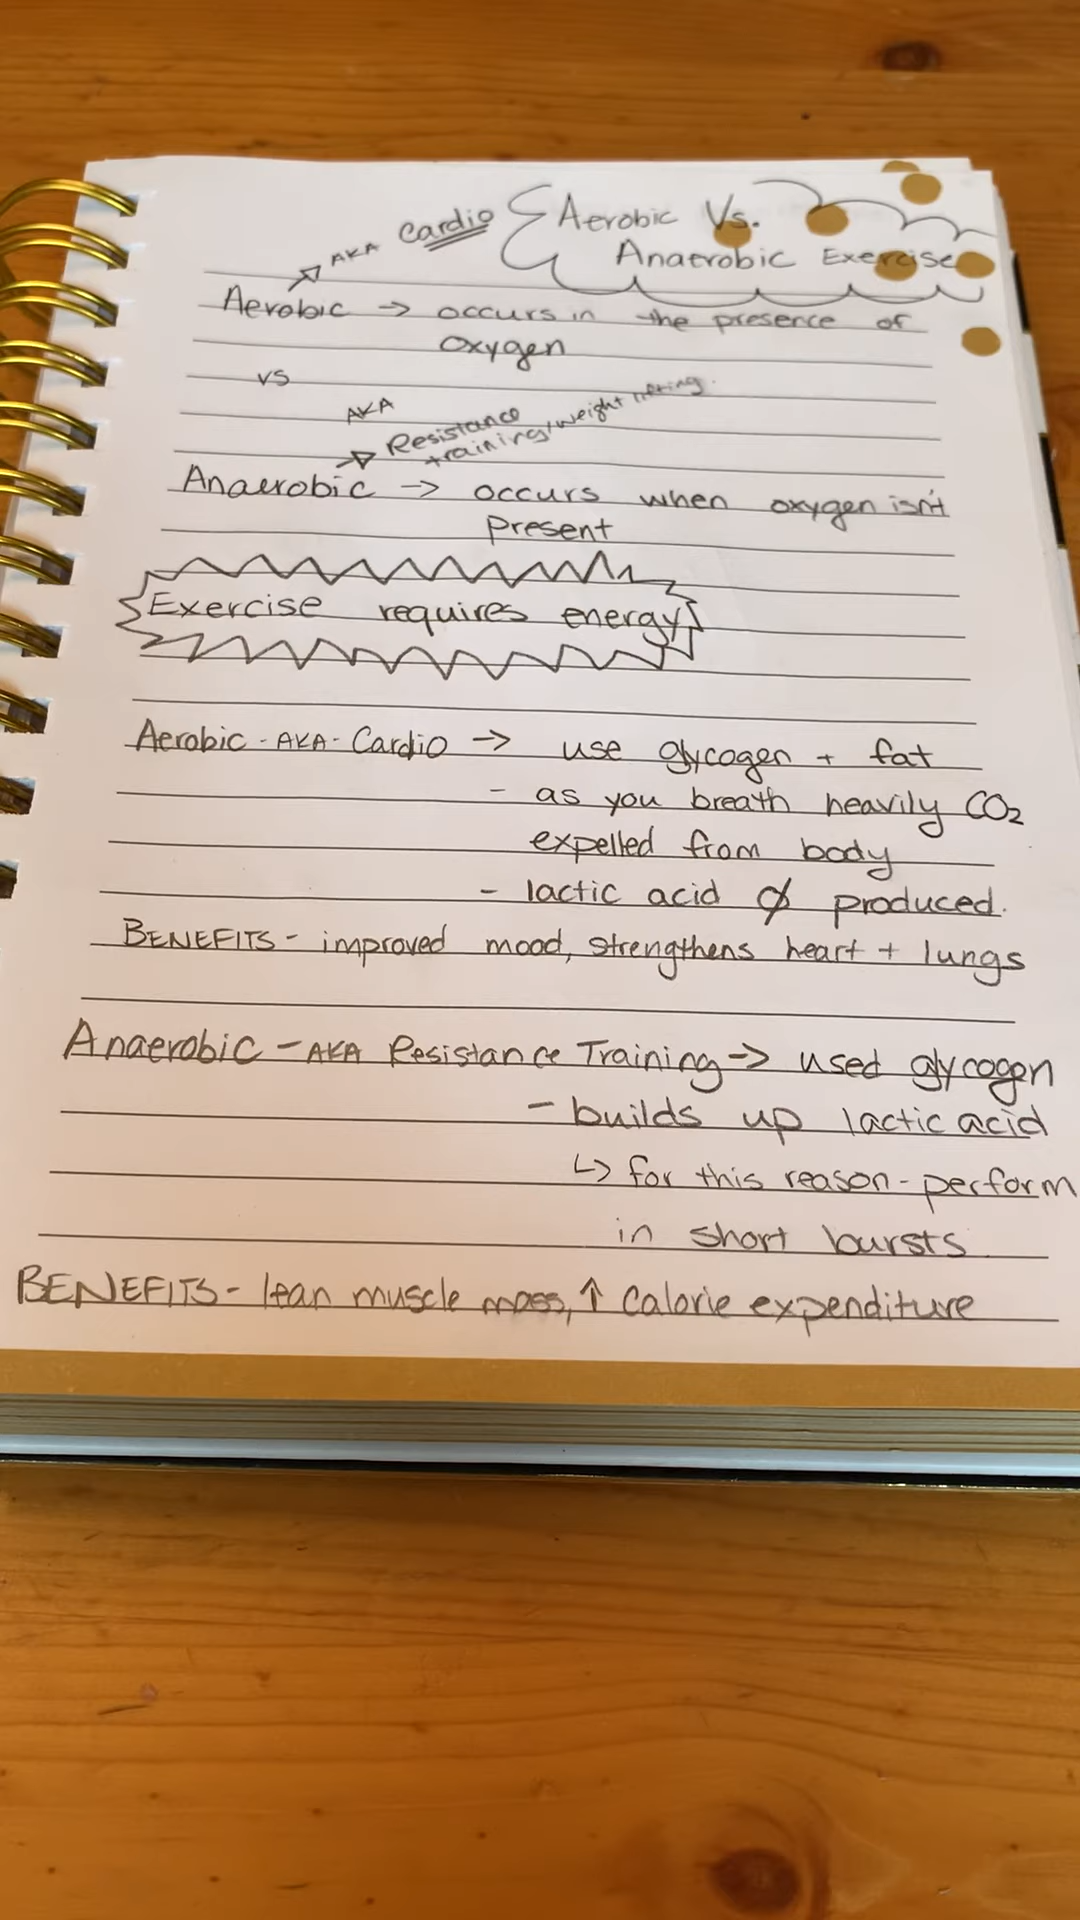 Aerobic Vs.
Anaerobic Exercise
AKA Cardio
Aerobic → occurs in the presence of
oxygen
vs
AKA
Resistance
training/weight lifting.
Anaerobic → occurs when oxygen isn't
present
Exercise requires energy
Aerobic - AKA - Cardio → use glycogen + fat
- as you breath heavily CO2
expelled from body
- lactic acid ∅ produced.
BENEFITS - improved mood, strengthens heart + lungs
Anaerobic - AKA Resistance Training → used glycogen
- builds up lactic acid
↳ for this reason - perform
in short bursts
BENEFITS - lean muscle mass, ↑ calorie expenditure